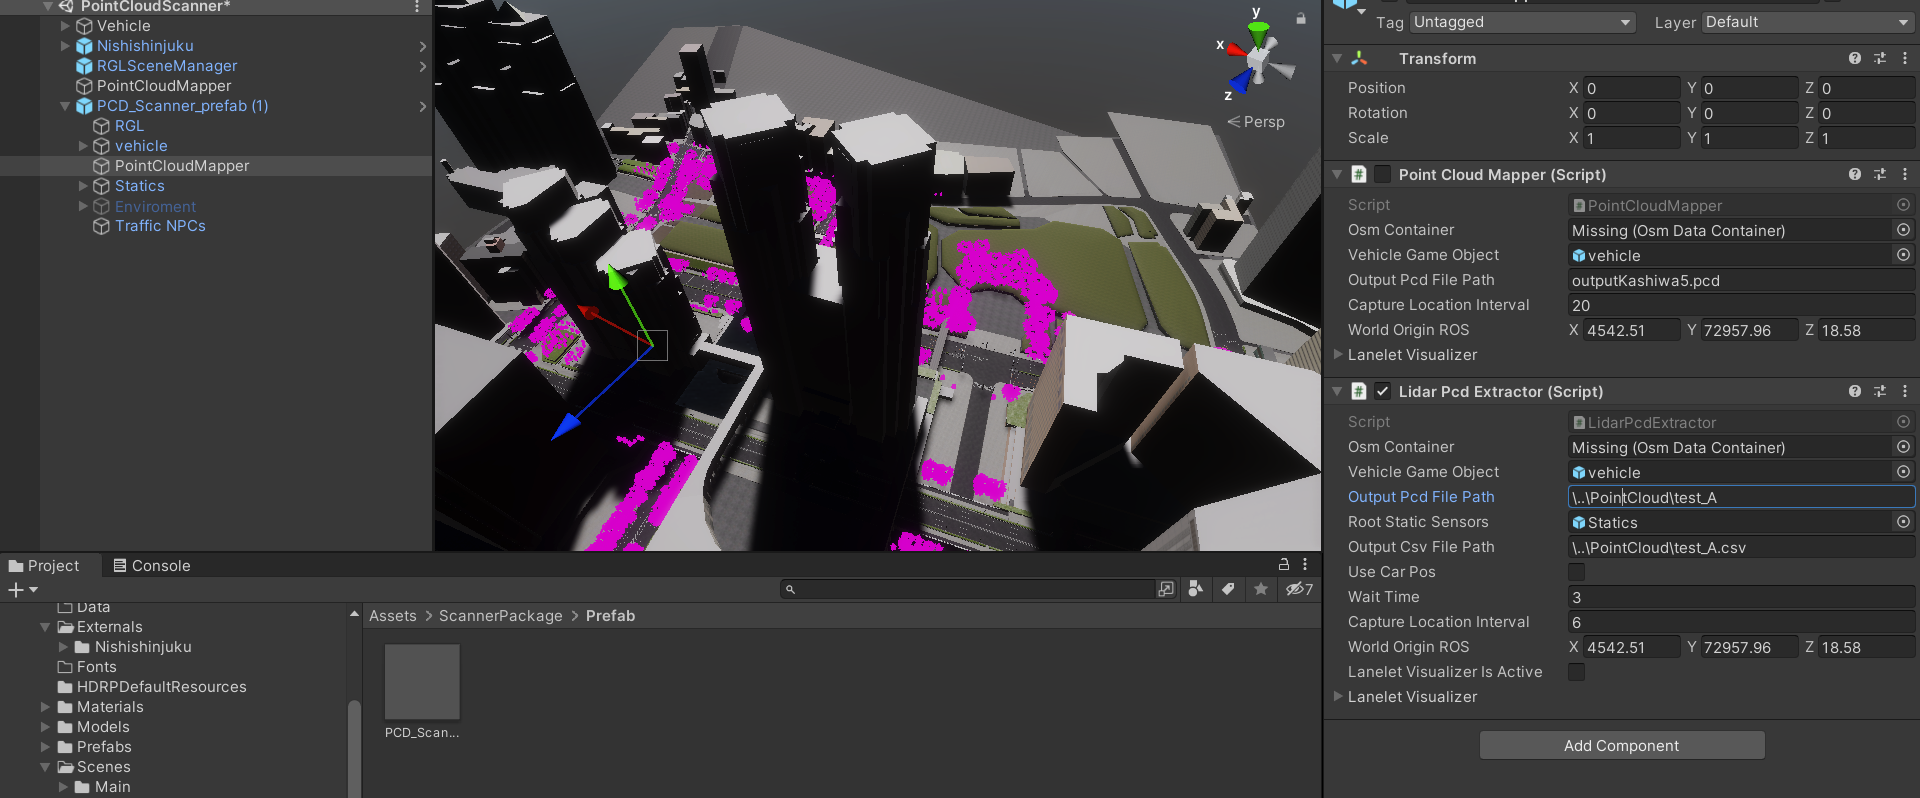 PointCloudScanner*
Vehicle
Nishishinjuku
RGLSceneManager
PointCloudMapper
PCD_Scanner_prefab (1)
RGL
vehicle
PointCloudMapper
Statics
Enviroment
Traffic NPCs
y
x
z
Persp
Tag Untagged Layer Default
Transform
Position X 0 Y 0 Z 0
Rotation X 0 Y 0 Z 0
Scale X 1 Y 1 Z 1
# Point Cloud Mapper (Script)
Script PointCloudMapper
Osm Container Missing (Osm Data Container)
Vehicle Game Object vehicle
Output Pcd File Path outputKashiwa5.pcd
Capture Location Interval 20
World Origin ROS X 4542.51 Y 72957.96 Z 18.58
Lanelet Visualizer
# Lidar Pcd Extractor (Script)
Script LidarPcdExtractor
Osm Container Missing (Osm Data Container)
Vehicle Game Object vehicle
Output Pcd File Path \..\PointCloud\test_A
Root Static Sensors Statics
Output Csv File Path \..\PointCloud\test_A.csv
Use Car Pos
Wait Time 3
Capture Location Interval 6
World Origin ROS X 4542.51 Y 72957.96 Z 18.58
Lanelet Visualizer Is Active
Lanelet Visualizer
Add Component
Project Console
7
Data
Externals
Nishishinjuku
Fonts
HDRPDefaultResources
Materials
Models
Prefabs
Scenes
Main
Assets > ScannerPackage > Prefab
PCD_Scan...